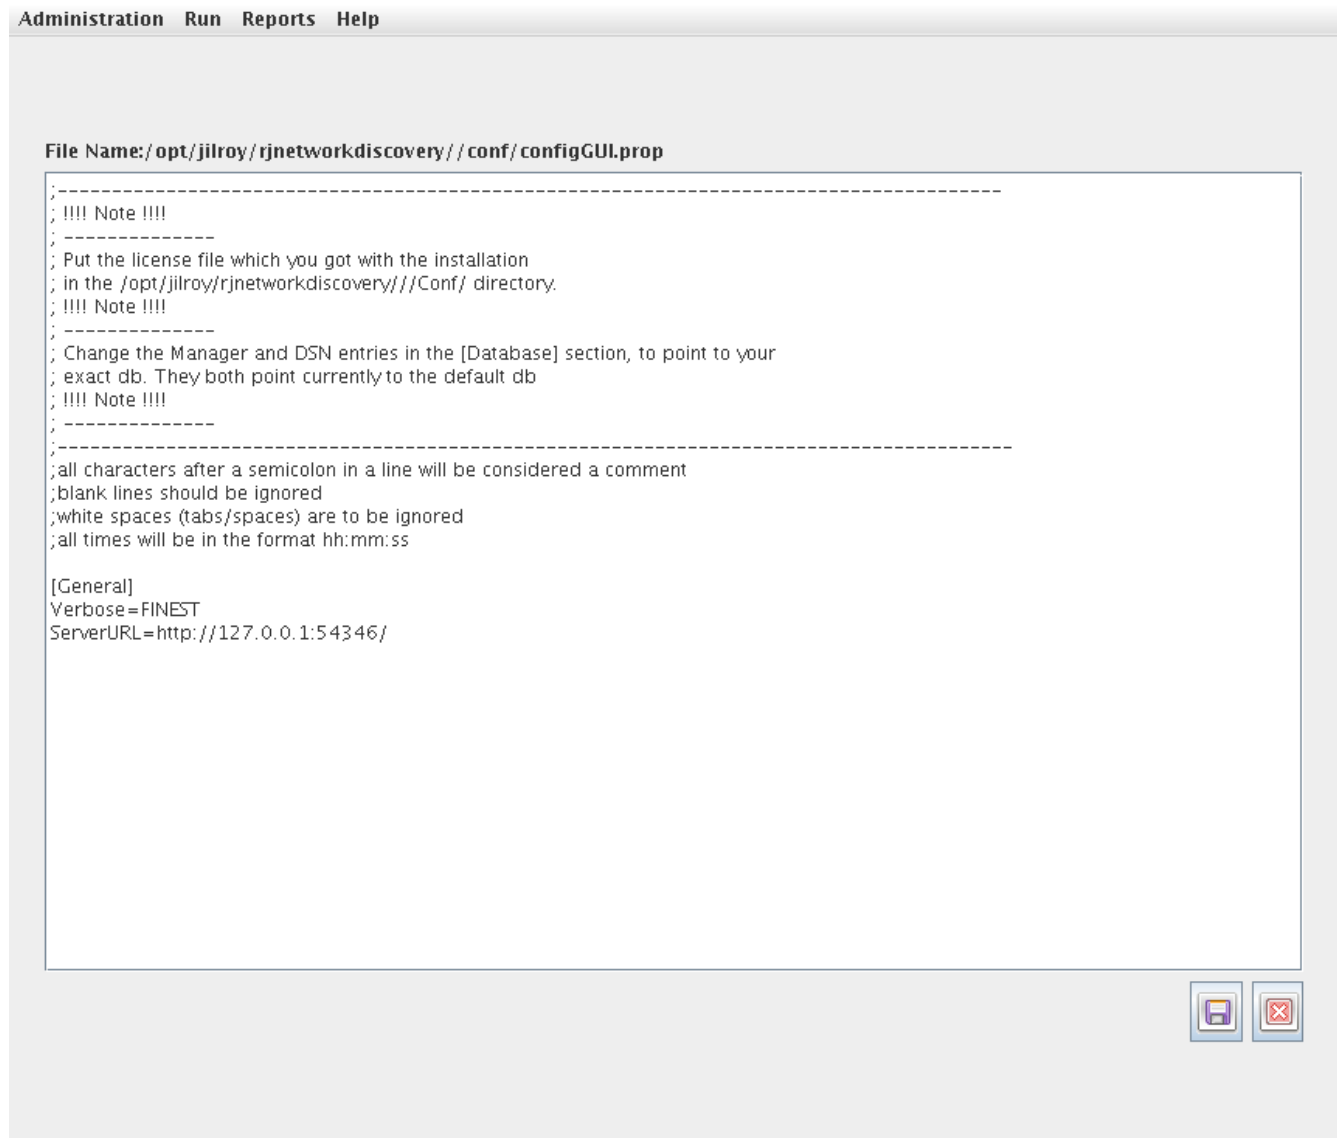 Administration Run Reports Help
File Name:/opt/jilroy/rjnetworkdiscovery//conf/configGUI.prop
;----------------------------------------------------------------------------------------
; !!!! Note !!!!
; --------------
; Put the license file which you got with the installation
; in the /opt/jilroy/rjnetworkdiscovery///Conf/ directory.
; !!!! Note !!!!
; --------------
; Change the Manager and DSN entries in the [Database] section, to point to your
; exact db. They both point currently to the default db
; !!!! Note !!!!
; --------------
;-----------------------------------------------------------------------------------------
;all characters after a semicolon in a line will be considered a comment
;blank lines should be ignored
;white spaces (tabs/spaces) are to be ignored
;all times will be in the format hh:mm:ss
[General]
Verbose=FINEST
ServerURL=http://127.0.0.1:54346/